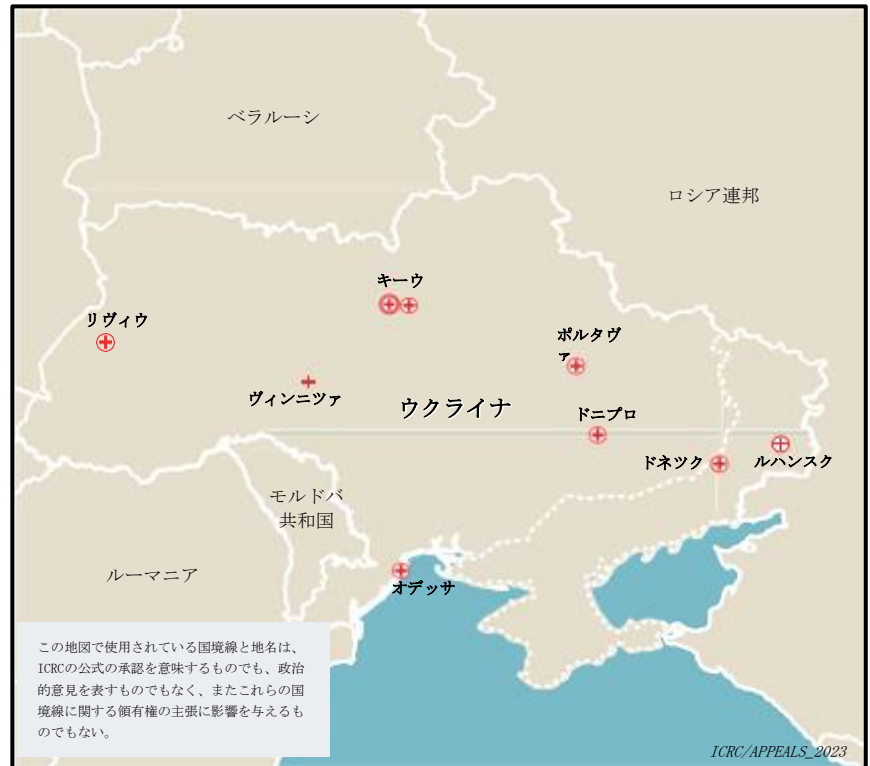 ベラルーシ
ロシア連邦
キーウ
リヴィウ
ポルタヴ
ァ
ヴィンニツァ
ウクライナ
ドニプロ
ドネツク
ルハンスク
モルドバ
共和国
ルーマニア
オデッサ
この地図で使用されている国境線と地名は、
ICRCの公式の承認を意味するものでも、政治
的意見を表すものでもなく、またこれらの国
境線に関する領有権の主張に影響を与えるも
のでもない。
ICRC/APPEALS_2023